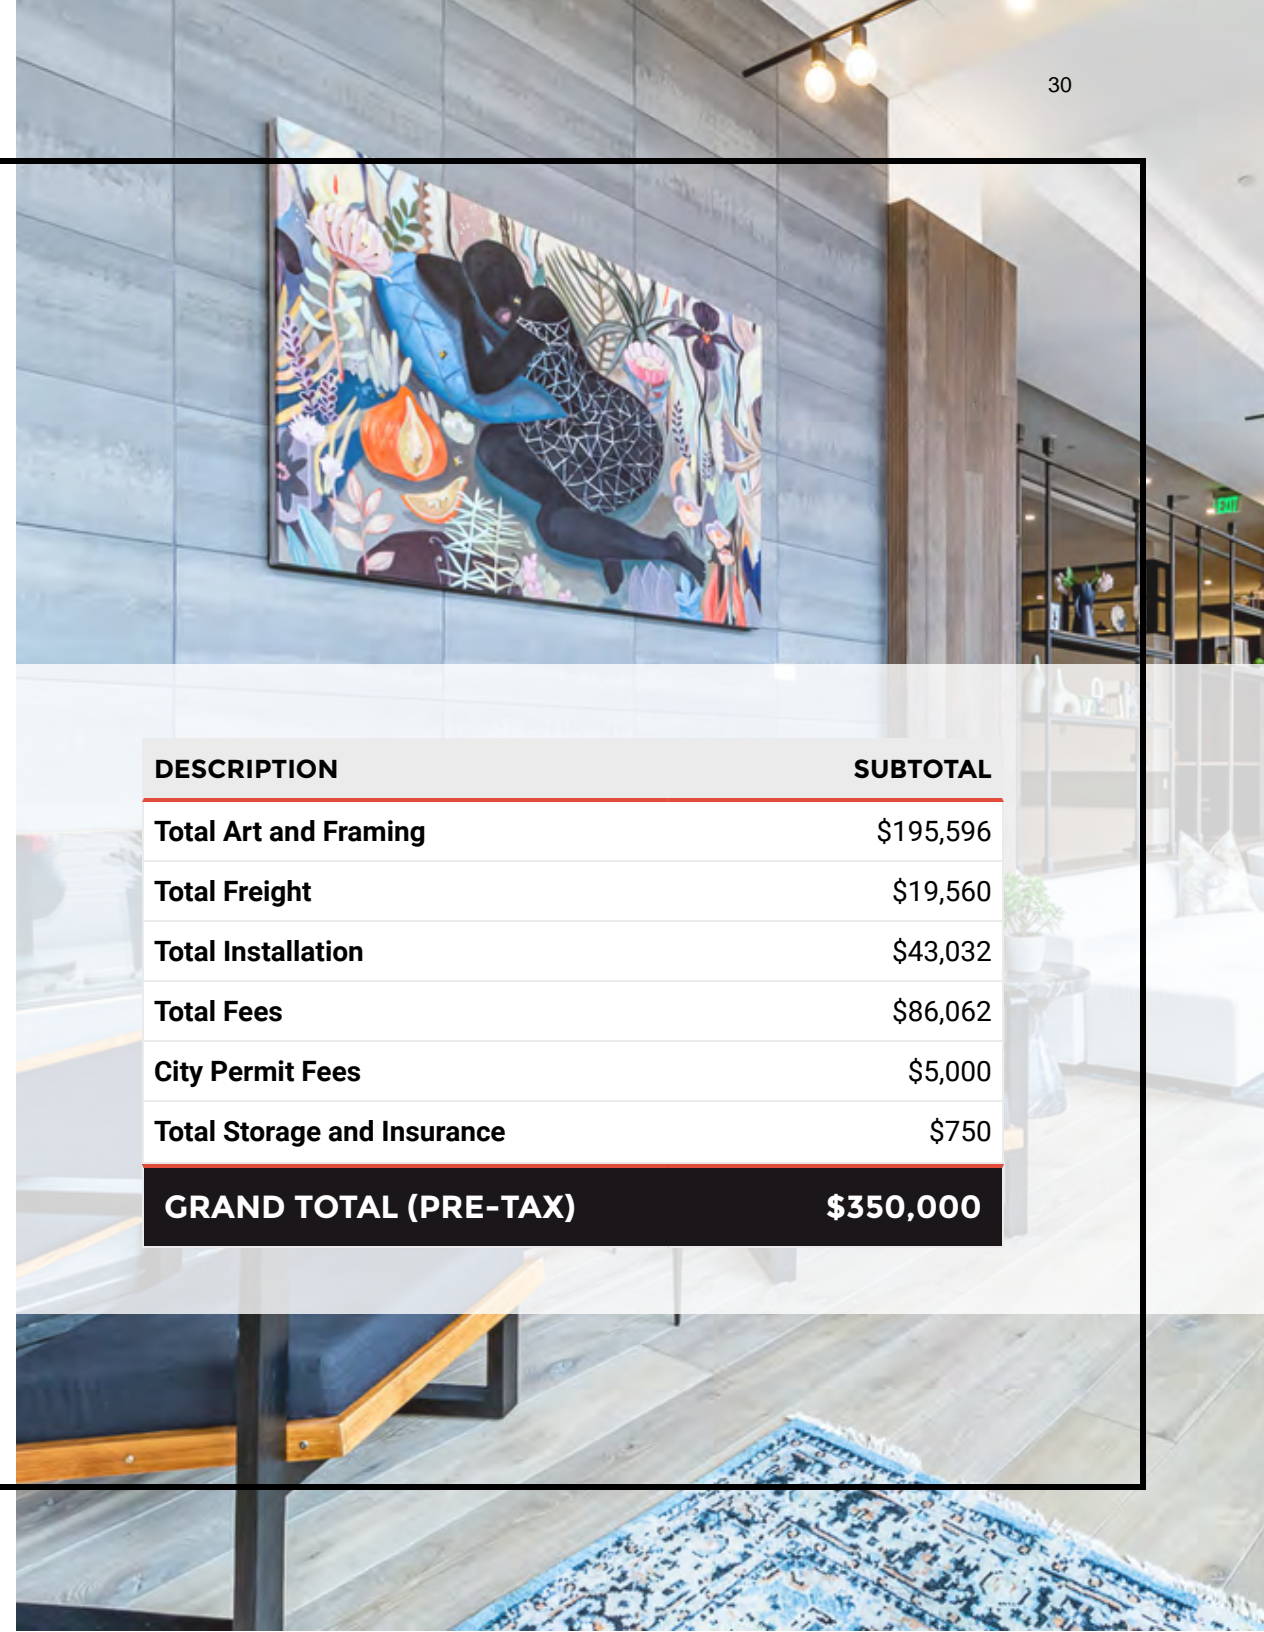 30
EXIT
DESCRIPTION SUBTOTAL
Total Art and Framing $195,596
Total Freight $19,560
Total Installation $43,032
Total Fees $86,062
City Permit Fees $5,000
Total Storage and Insurance $750
GRAND TOTAL (PRE-TAX) $350,000